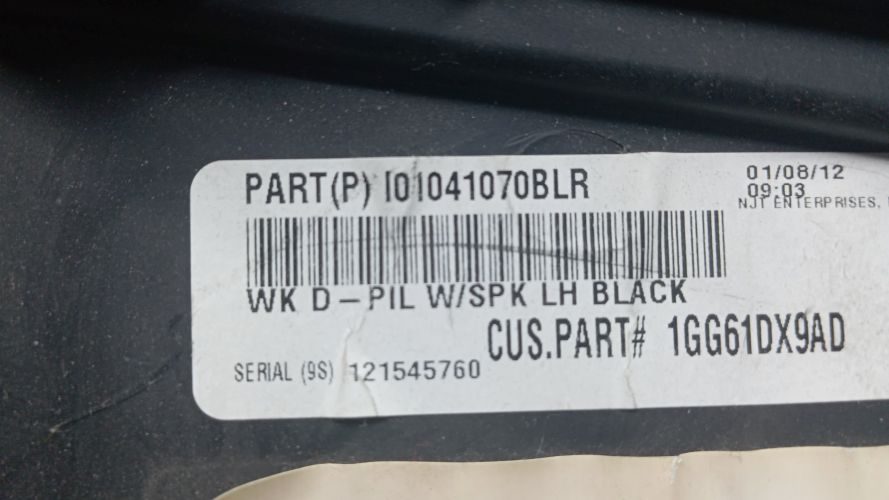 PART(P) I01041070BLR
01/08/12
09:03
NJT ENTERPRISES,
WK D-PIL W/SPK LH BLACK
CUS.PART# 1GG61DX9AD
SERIAL (9S) 121545760